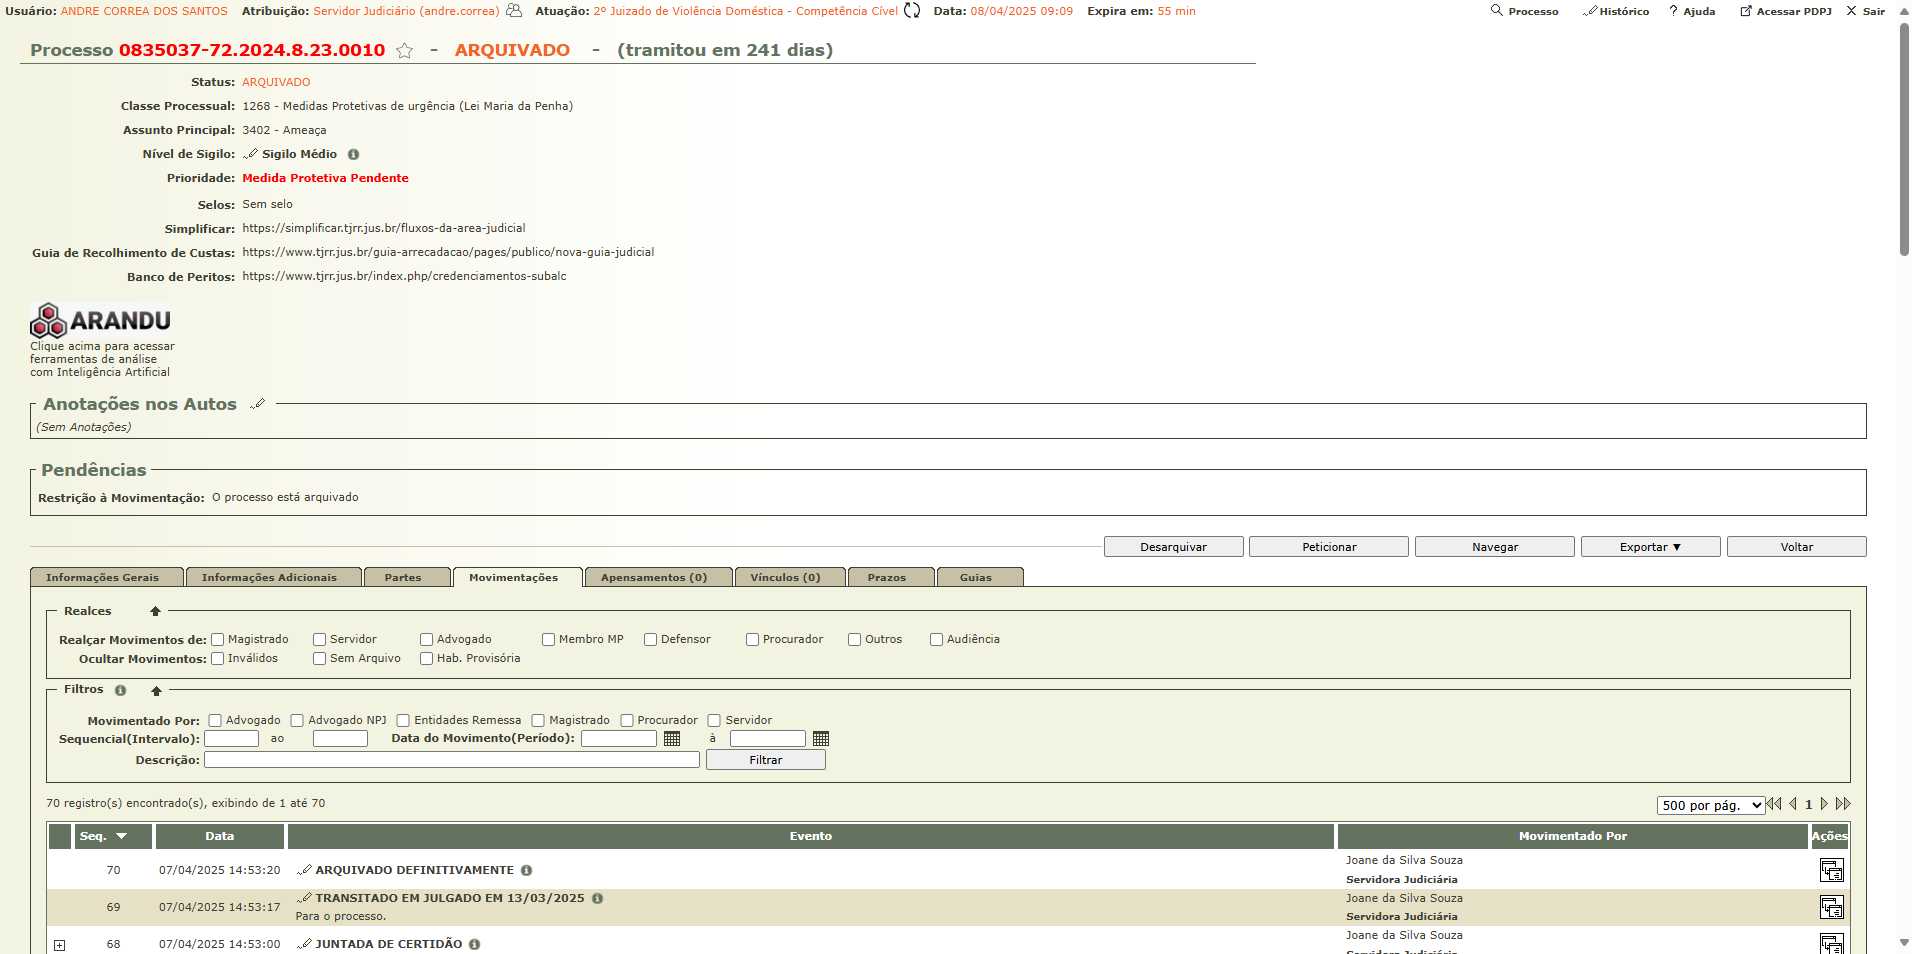 Usuário: ANDRE CORREA DOS SANTOS Atribuição: Servidor Judiciário (andre.correa) Atuação: 2º Juizado de Violência Doméstica - Competência Cível Data: 08/04/2025 09:09 Expira em: 55 min Processo Histórico ? Ajuda Acessar PDPJ X Sair
Processo 0835037-72.2024.8.23.0010 - ARQUIVADO - (tramitou em 241 dias)
Status: ARQUIVADO
Classe Processual: 1268 - Medidas Protetivas de urgência (Lei Maria da Penha)
Assunto Principal: 3402 - Ameaça
Nível de Sigilo: Sigilo Médio
Prioridade: Medida Protetiva Pendente
Selos: Sem selo
Simplificar: https://simplificar.tjrr.jus.br/fluxos-da-area-judicial
Guia de Recolhimento de Custas: https://www.tjrr.jus.br/guia-arrecadacao/pages/publico/nova-guia-judicial
Banco de Peritos: https://www.tjrr.jus.br/index.php/credenciamentos-subalc
ARANDU
Clique acima para acessar
ferramentas de análise
com Inteligência Artificial
Anotações nos Autos
(Sem Anotações)
Pendências
Restrição à Movimentação: O processo está arquivado
Desarquivar Peticionar Navegar Exportar ▼ Voltar
Informações Gerais Informações Adicionais Partes Movimentações Apensamentos (0) Vínculos (0) Prazos Guias
Realces
Realçar Movimentos de: Magistrado Servidor Advogado Membro MP Defensor Procurador Outros Audiência
Ocultar Movimentos: Inválidos Sem Arquivo Hab. Provisória
Filtros
Movimentado Por: Advogado Advogado NPJ Entidades Remessa Magistrado Procurador Servidor
Sequencial(Intervalo): ao Data do Movimento(Período): à
Descrição: Filtrar
70 registro(s) encontrado(s), exibindo de 1 até 70
500 por pág. 1
Seq. Data Evento Movimentado Por Ações
70 07/04/2025 14:53:20 ARQUIVADO DEFINITIVAMENTE Joane da Silva Souza
Servidora Judiciária
69 07/04/2025 14:53:17 TRANSITADO EM JULGADO EM 13/03/2025 Joane da Silva Souza
Para o processo. Servidora Judiciária
68 07/04/2025 14:53:00 JUNTADA DE CERTIDÃO Joane da Silva Souza